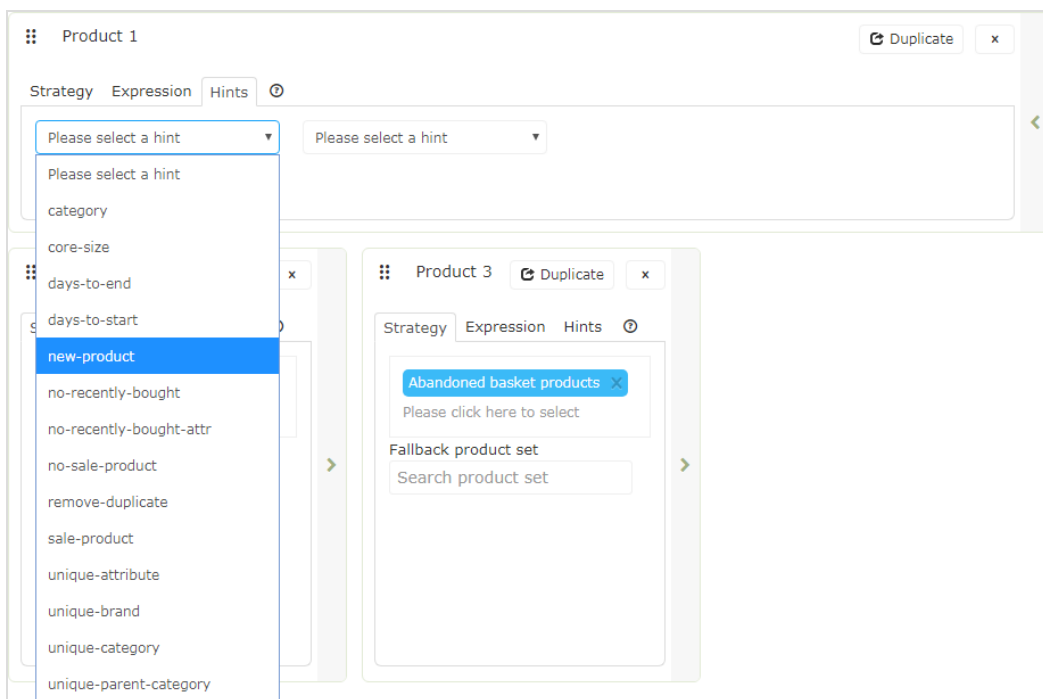 Product 1
Duplicate
x
Strategy Expression Hints
Please select a hint
Please select a hint
Please select a hint
category
core-size
days-to-end
days-to-start
new-product
no-recently-bought
no-recently-bought-attr
no-sale-product
remove-duplicate
sale-product
unique-attribute
unique-brand
unique-category
unique-parent-category
x
Product 3
Duplicate
x
Strategy Expression Hints
Abandoned basket products X
Please click here to select
Fallback product set
Search product set